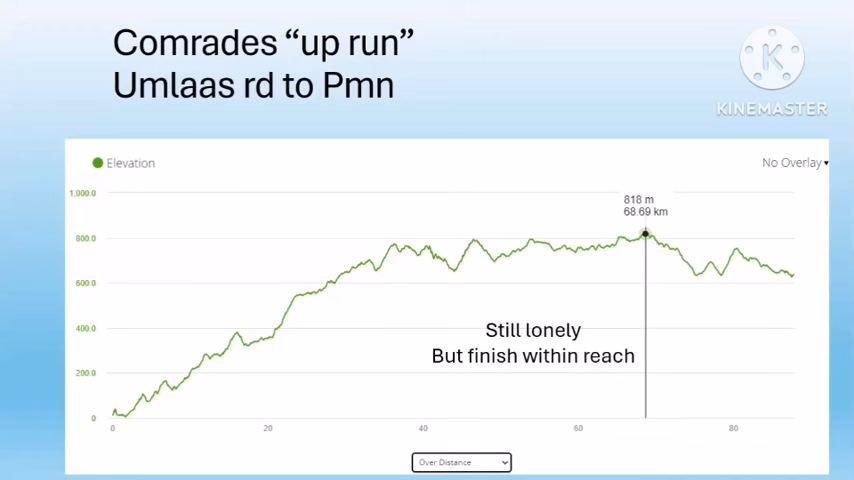 Comrades “up run”
Umlaas rd to Pmn
K
KINEMASTER
Elevation
No Overlay
1,000.0
818 m
68.69 km
800.0
600.0
400.0
Still lonely
But finish within reach
200.0
0
0
20
40
60
80
Over Distance